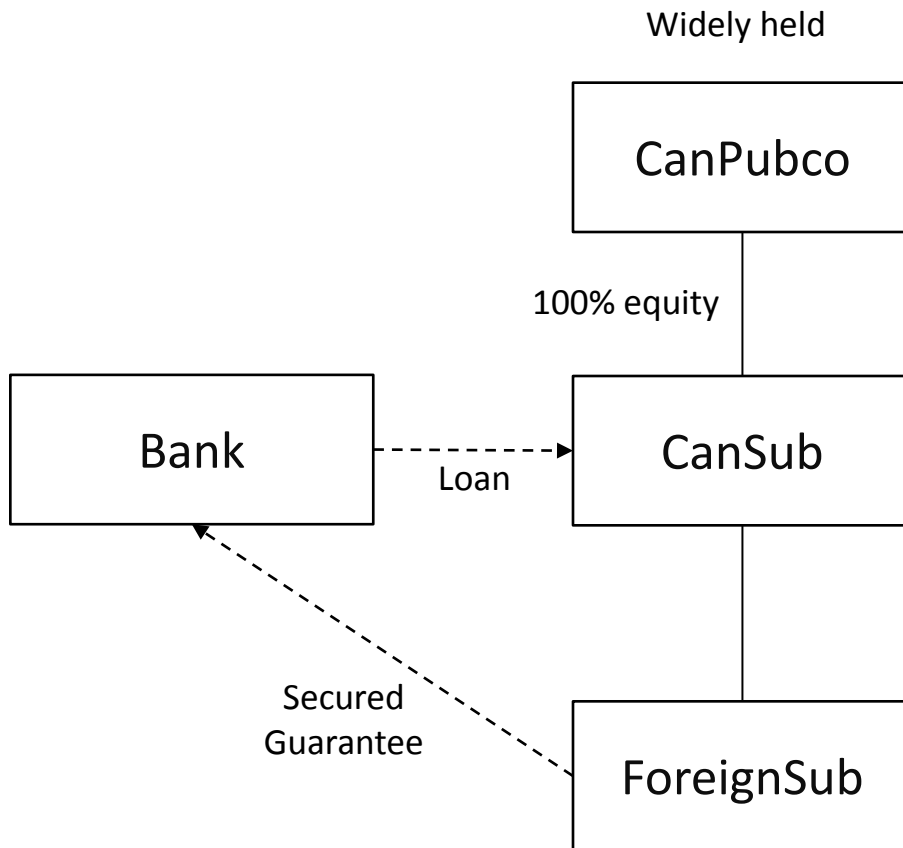 Widely held
CanPubco
100% equity
Bank
Loan
CanSub
Secured
Guarantee
ForeignSub